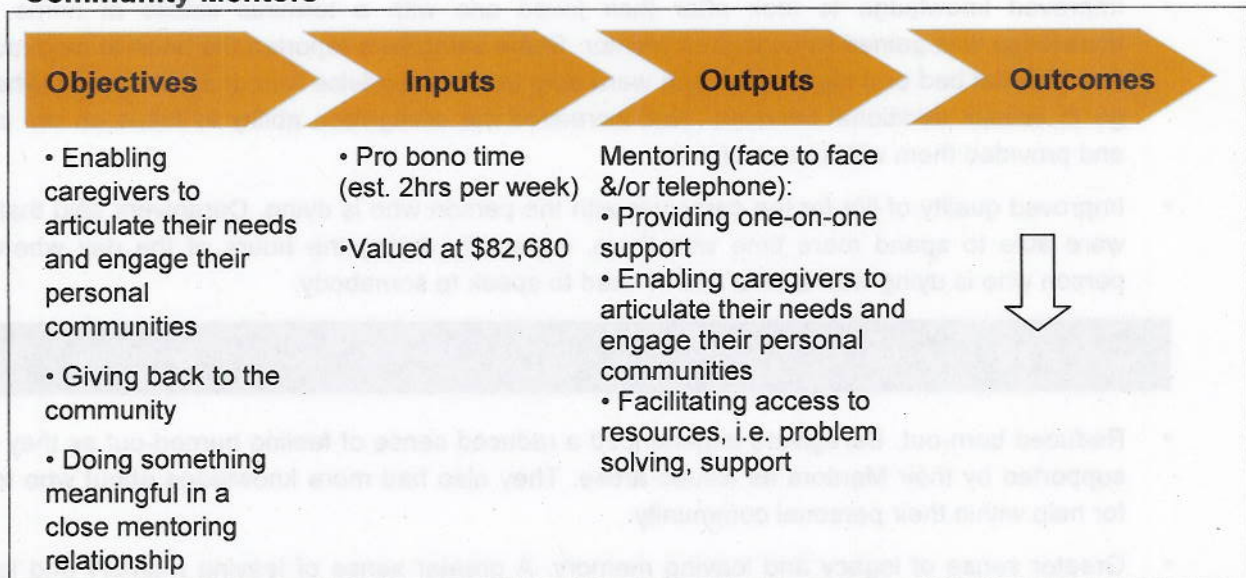 Community Mentors
Objectives
Inputs
Outputs
Outcomes
• Enabling
caregivers to
articulate their needs
and engage their
personal
communities
• Giving back to the
community
• Doing something
meaningful in a
close mentoring
relationship
• Pro bono time
(est. 2hrs per week)
•Valued at $82,680
Mentoring (face to face
&/or telephone):
• Providing one-on-one
support
• Enabling caregivers to
articulate their needs and
engage their personal
communities
• Facilitating access to
resources, i.e. problem
solving, support